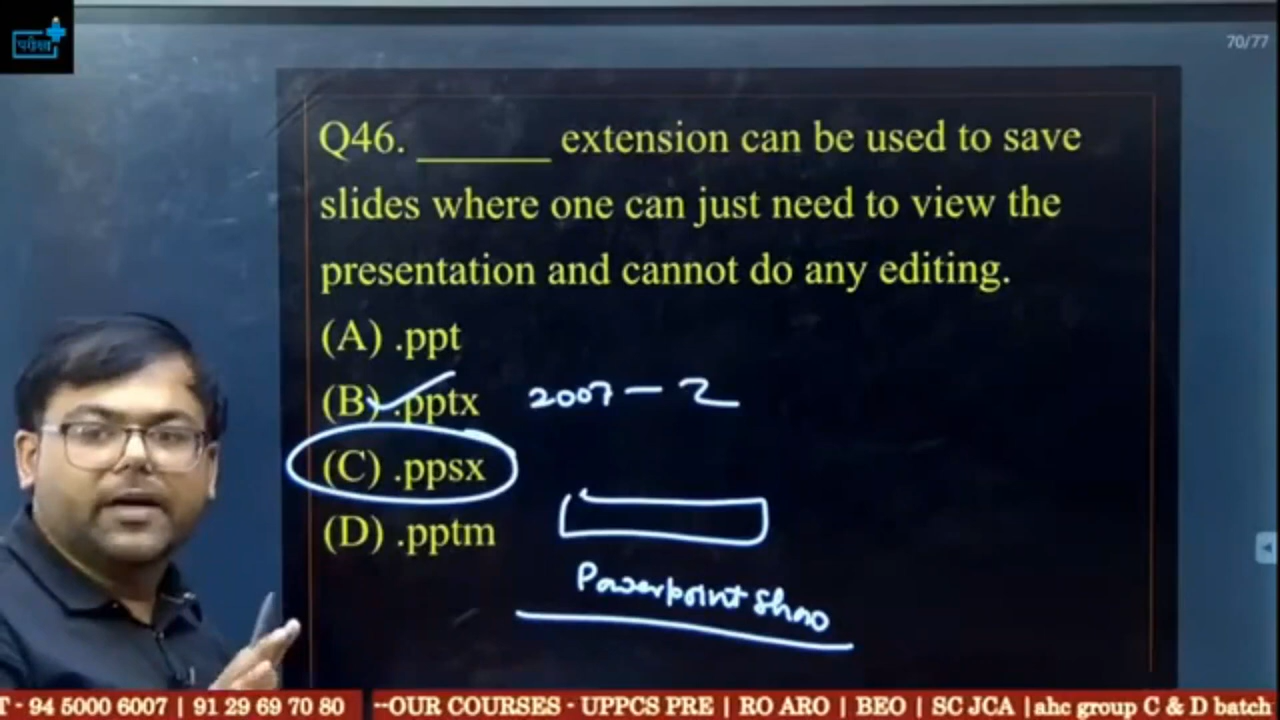 परीक्षा
70/77
Q46. ______ extension can be used to save
slides where one can just need to view the
presentation and cannot do any editing.
(A) .ppt
(B) .pptx 2007 –
(C) .ppsx
(D) .pptm
Powerpoint Show
T - 94 5000 6007 | 91 29 69 70 80 --OUR COURSES - UPPCS PRE | RO ARO | BEO | SC JCA |ahc group C & D batch